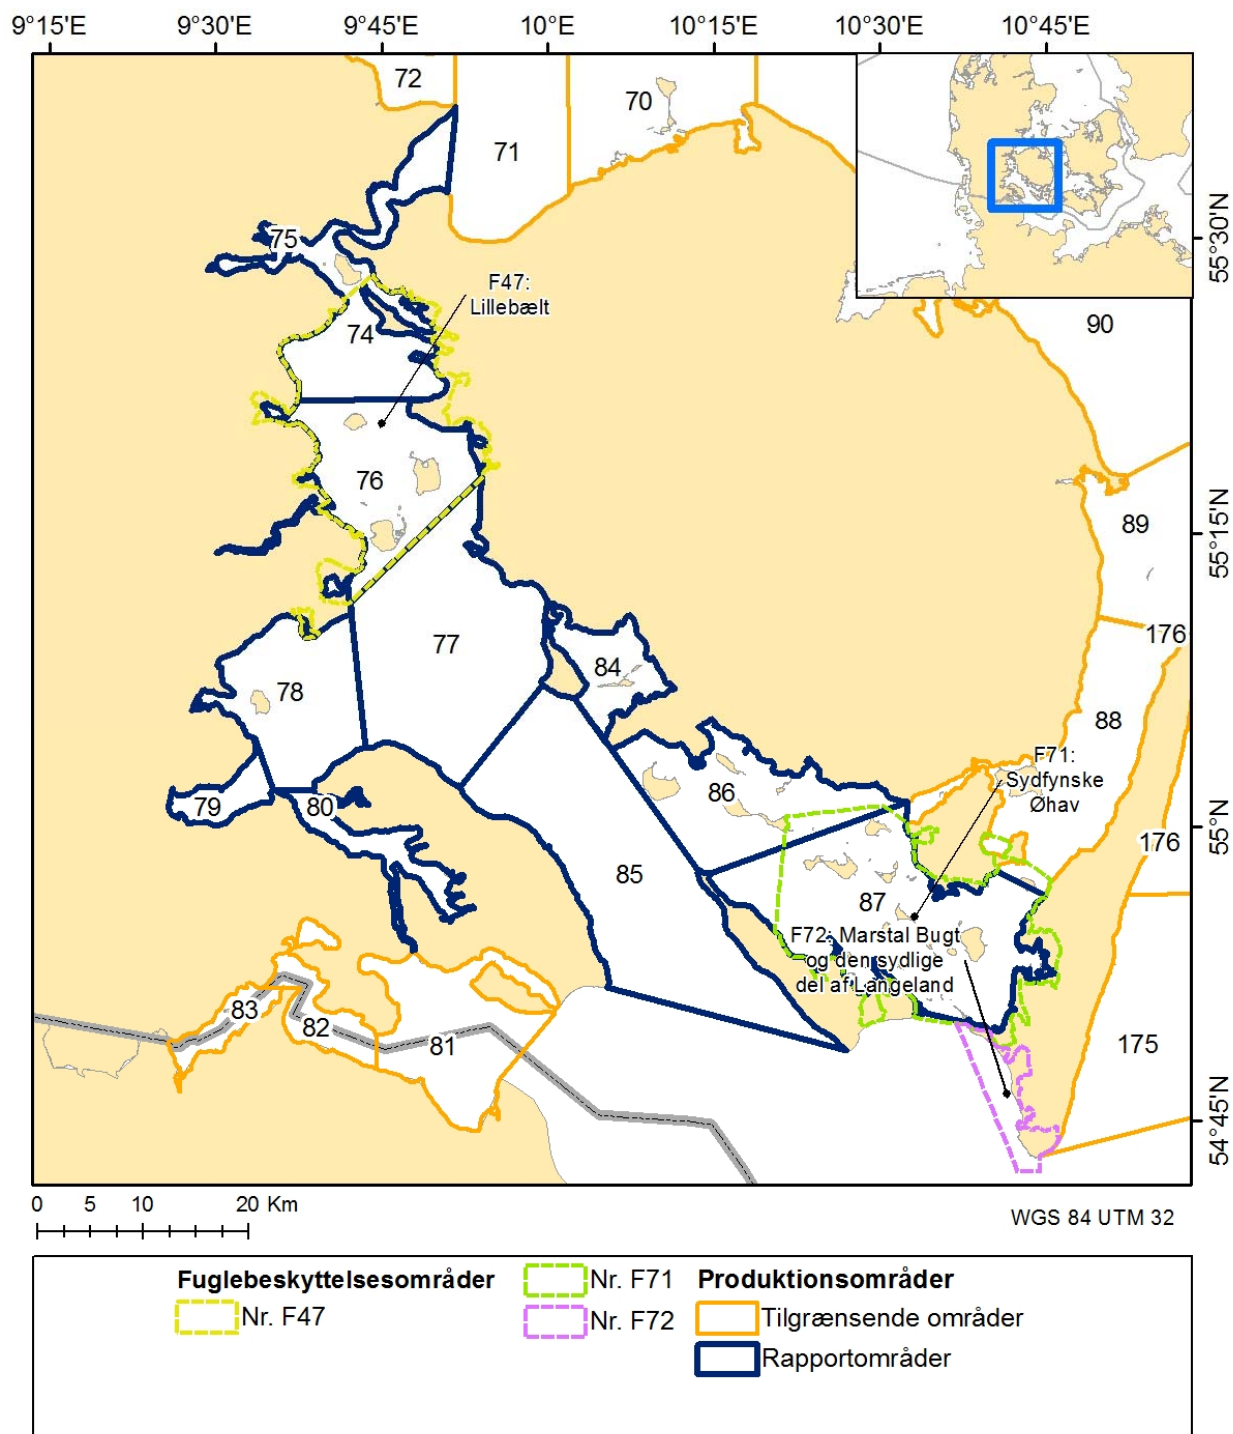 9°15'E
9°30'E
9°45'E
10°E
10°15'E
10°30'E
10°45'E
72
70
71
55°30'N
75
F47:
Lillebælt
74
90
76
89
55°15'N
77
176
84
78
88
F71:
Sydfynske
Øhav
86
79
80
55°N
176
85
87
F72: Marstal Bugt
og den sydlige
del af Langeland
83
82
81
175
54°45'N
0 5 10 20 Km
WGS 84 UTM 32
Fuglebeskyttelsesområder
Nr. F47
Nr. F71
Nr. F72
Produktionsområder
Tilgrænsende områder
Rapportområder